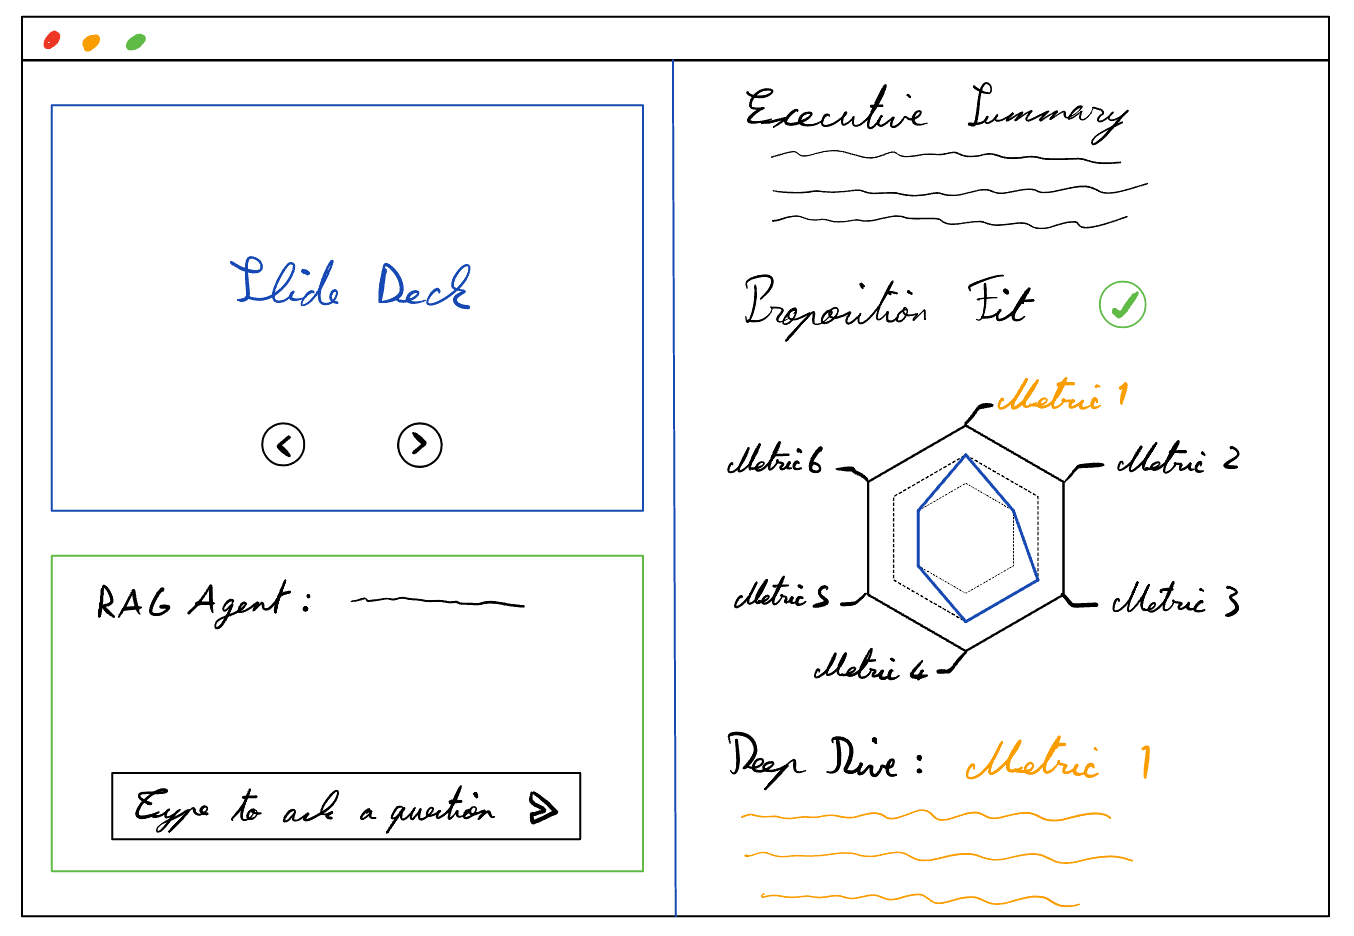 Slide Deck
RAG Agent :
Type to ask a question
Executive Summary
Proposition Fit
Metric 1
Metric 6
Metric 2
Metric 5
Metric 3
Metric 4
Deep Dive : Metric 1